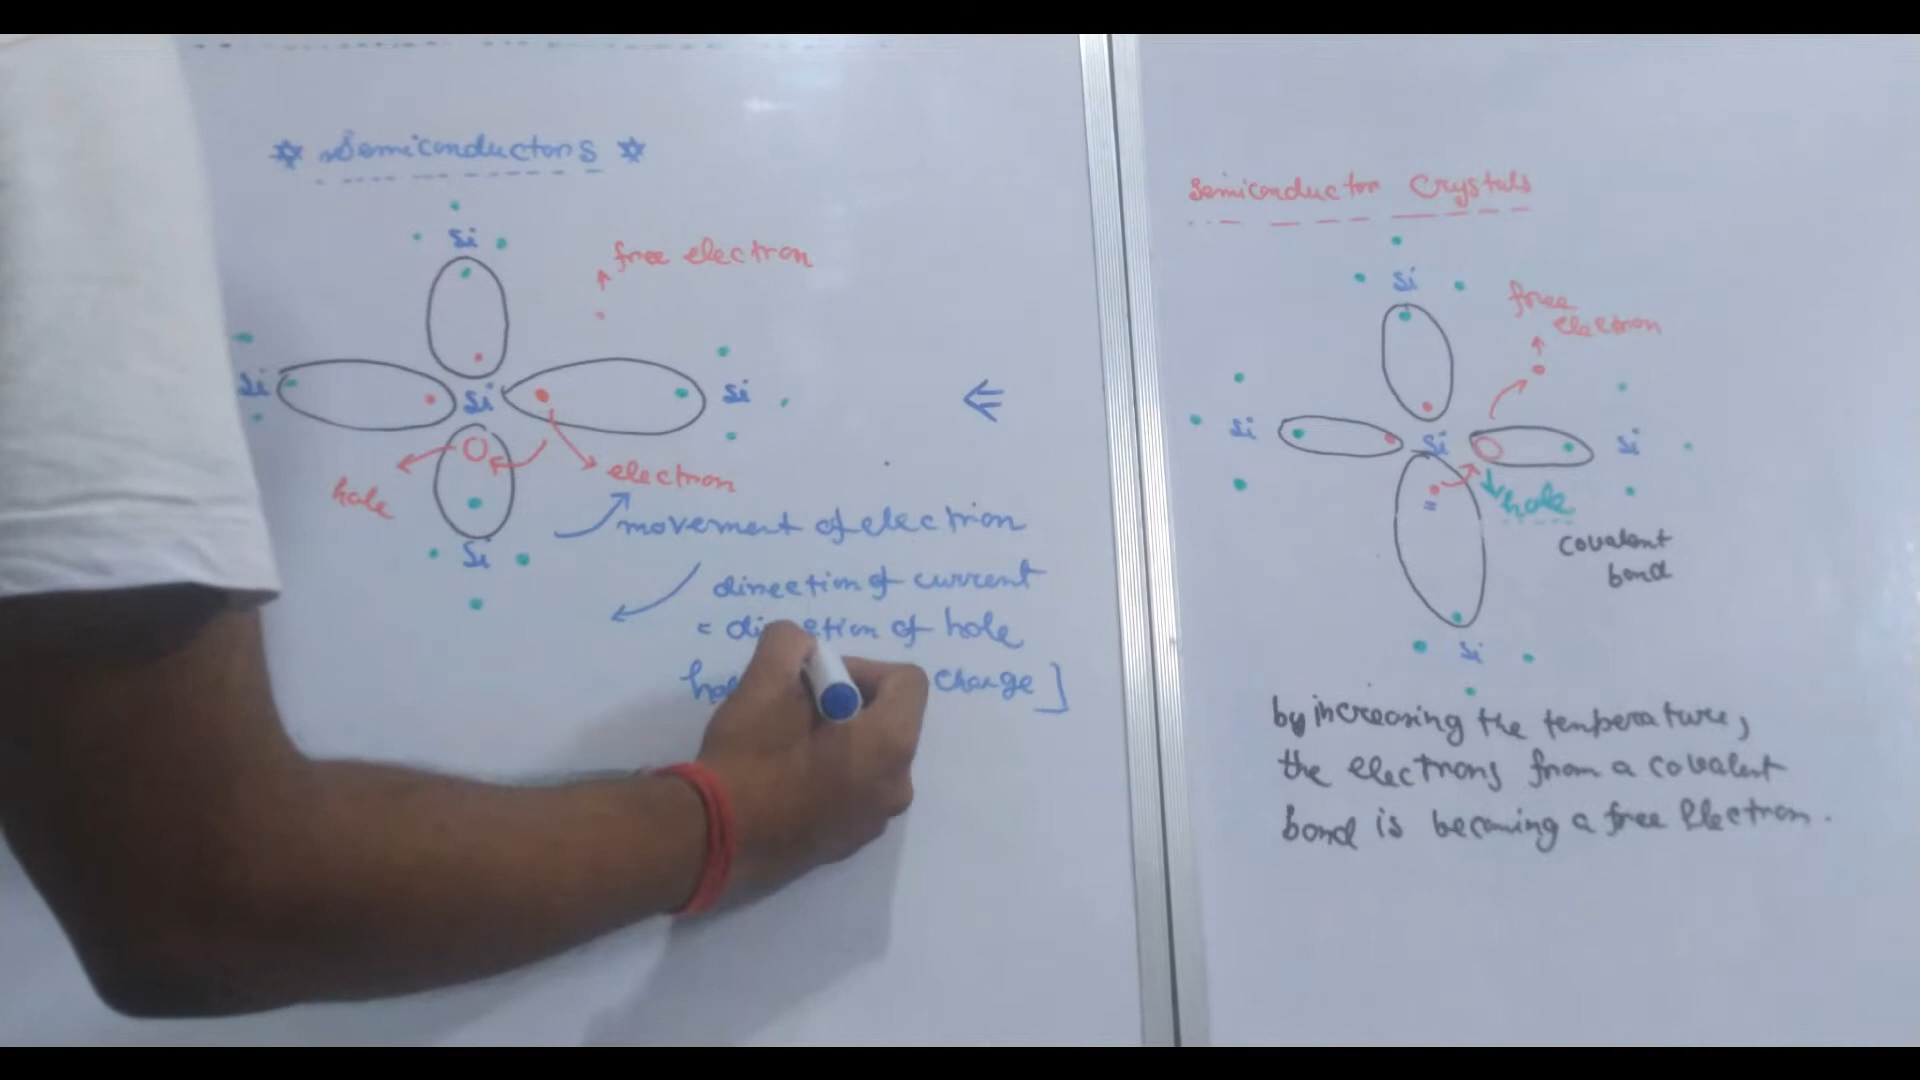 ☆ Semiconductors ☆
Si
free electron
Si
Si
Si
hole
electron
Si
movement of electron
direction of current
= direction of hole
charge ]
⇐
Semiconductor Crystals
Si
free
electron
Si
Si
Si
hole
covalent
bond
Si
by increasing the temperature,
the electrons from a covalent
bond is becoming a free electron.